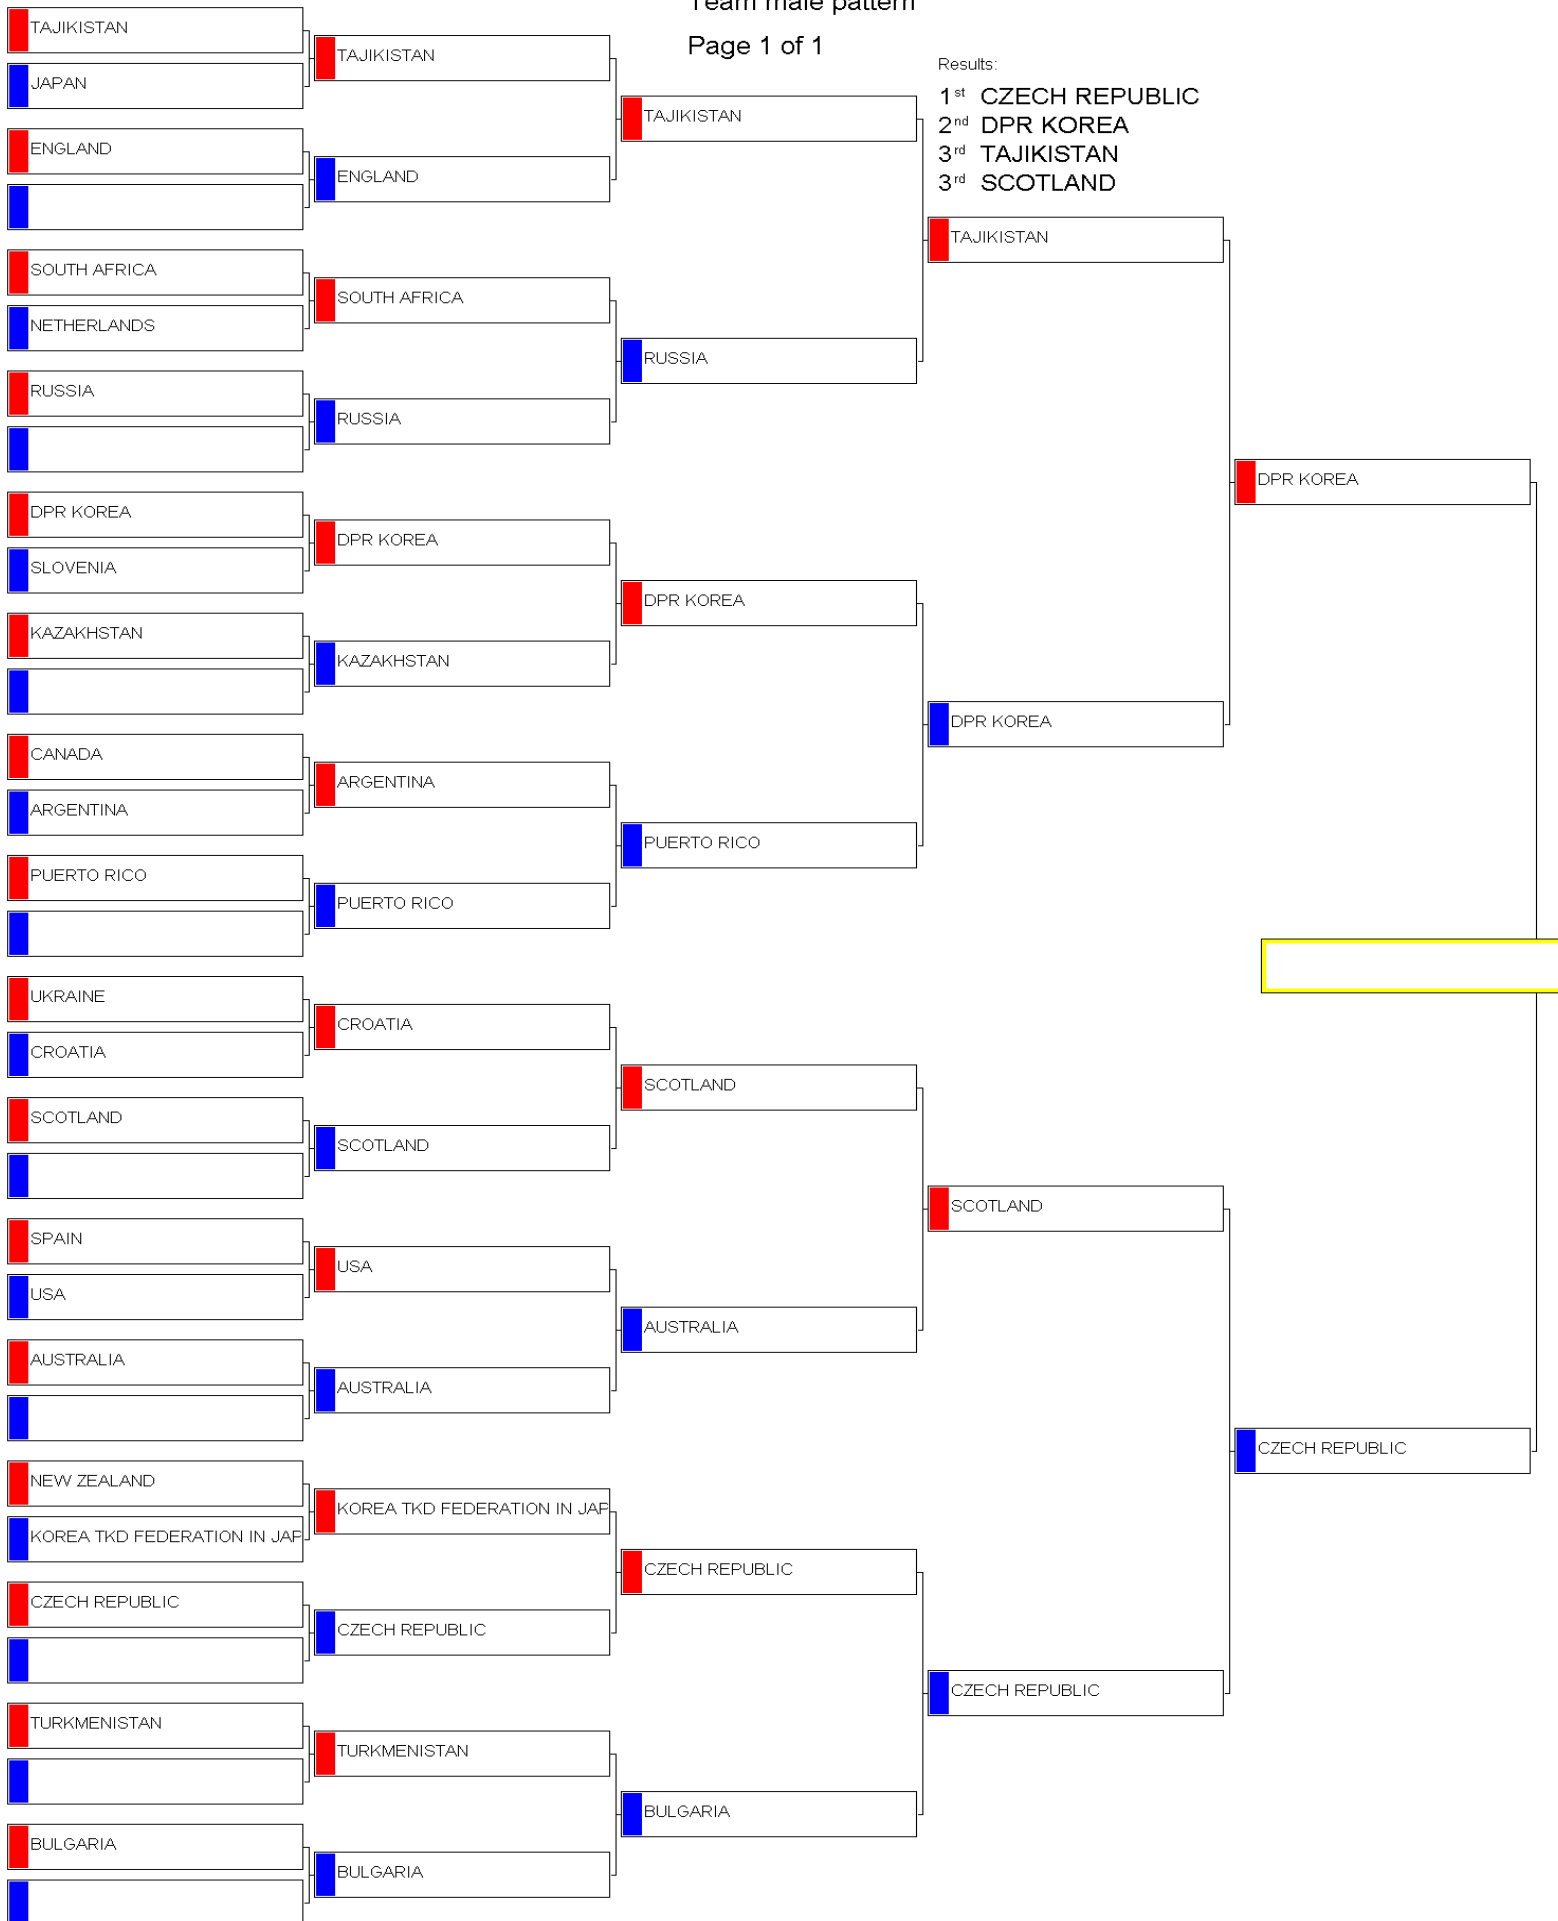 Team male pattern
Page 1 of 1
Results:
1st CZECH REPUBLIC
2nd DPR KOREA
3rd TAJIKISTAN
3rd SCOTLAND
TAJIKISTAN
JAPAN
ENGLAND
SOUTH AFRICA
NETHERLANDS
RUSSIA
DPR KOREA
SLOVENIA
KAZAKHSTAN
CANADA
ARGENTINA
PUERTO RICO
UKRAINE
CROATIA
SCOTLAND
SPAIN
USA
AUSTRALIA
NEW ZEALAND
KOREA TKD FEDERATION IN JAP
CZECH REPUBLIC
TURKMENISTAN
BULGARIA
TAJIKISTAN
ENGLAND
SOUTH AFRICA
RUSSIA
DPR KOREA
KAZAKHSTAN
ARGENTINA
PUERTO RICO
CROATIA
SCOTLAND
USA
AUSTRALIA
KOREA TKD FEDERATION IN JAP
CZECH REPUBLIC
TURKMENISTAN
BULGARIA
TAJIKISTAN
RUSSIA
DPR KOREA
PUERTO RICO
SCOTLAND
AUSTRALIA
CZECH REPUBLIC
BULGARIA
TAJIKISTAN
DPR KOREA
SCOTLAND
CZECH REPUBLIC
DPR KOREA
CZECH REPUBLIC